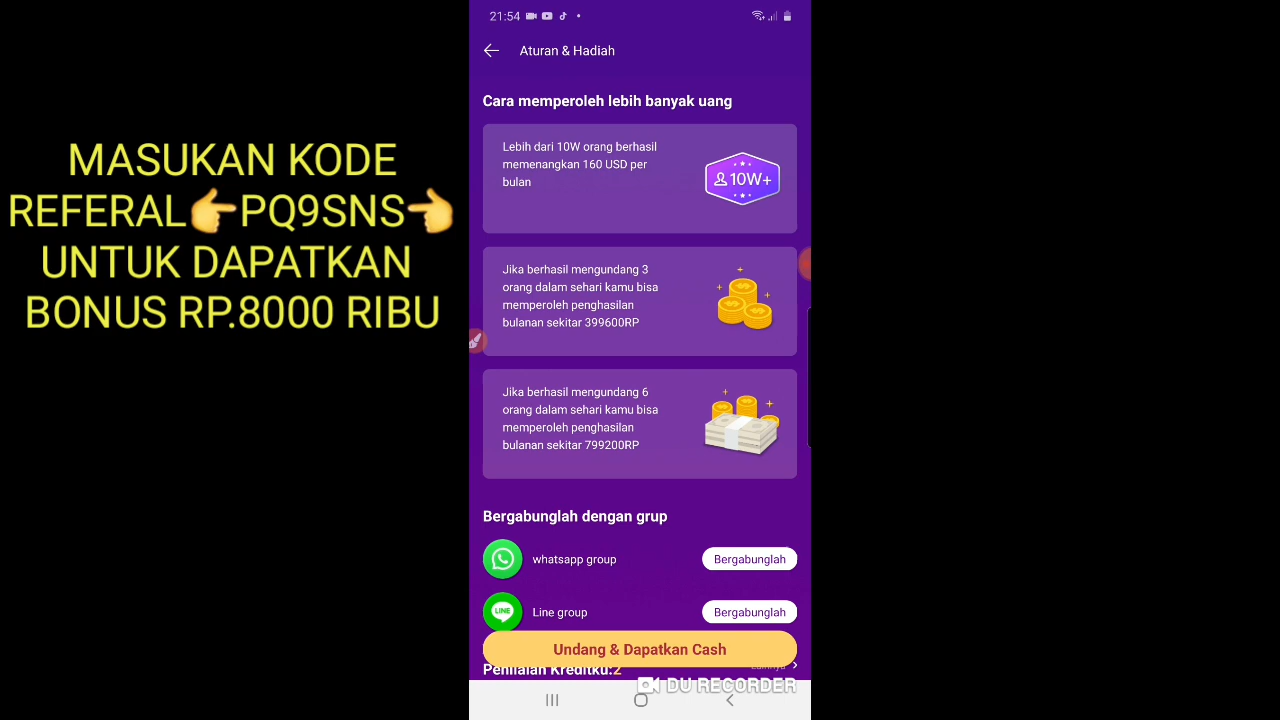 MASUKAN KODE
REFERAL👉PQ9SNS👈
UNTUK DAPATKAN
BONUS RP.8000 RIBU
21:54
Aturan & Hadiah
Cara memperoleh lebih banyak uang
Lebih dari 10W orang berhasil
memenangkan 160 USD per
bulan
10W+
Jika berhasil mengundang 3
orang dalam sehari kamu bisa
memperoleh penghasilan
bulanan sekitar 399600RP
Jika berhasil mengundang 6
orang dalam sehari kamu bisa
memperoleh penghasilan
bulanan sekitar 799200RP
Bergabunglah dengan grup
whatsapp group Bergabunglah
LINE Line group Bergabunglah
Undang & Dapatkan Cash
Penilaian Kreditku:2 Lainnya
DU RECORDER